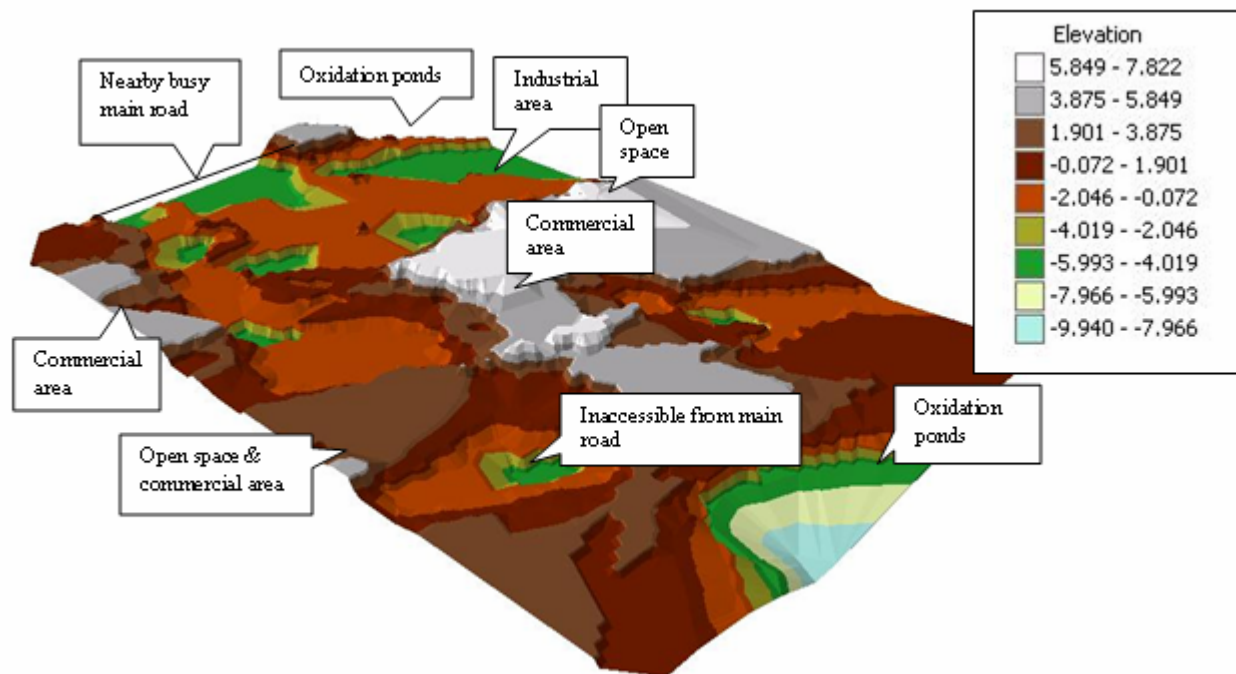 Nearby busy
main road
Oxidation ponds
Industrial
area
Open
space
Commercial
area
Commercial
area
Open space &
commercial area
Inaccessible from main
road
Oxidation
ponds
Elevation
5.849 - 7.822
3.875 - 5.849
1.901 - 3.875
-0.072 - 1.901
-2.046 - -0.072
-4.019 - -2.046
-5.993 - -4.019
-7.966 - -5.993
-9.940 - -7.966